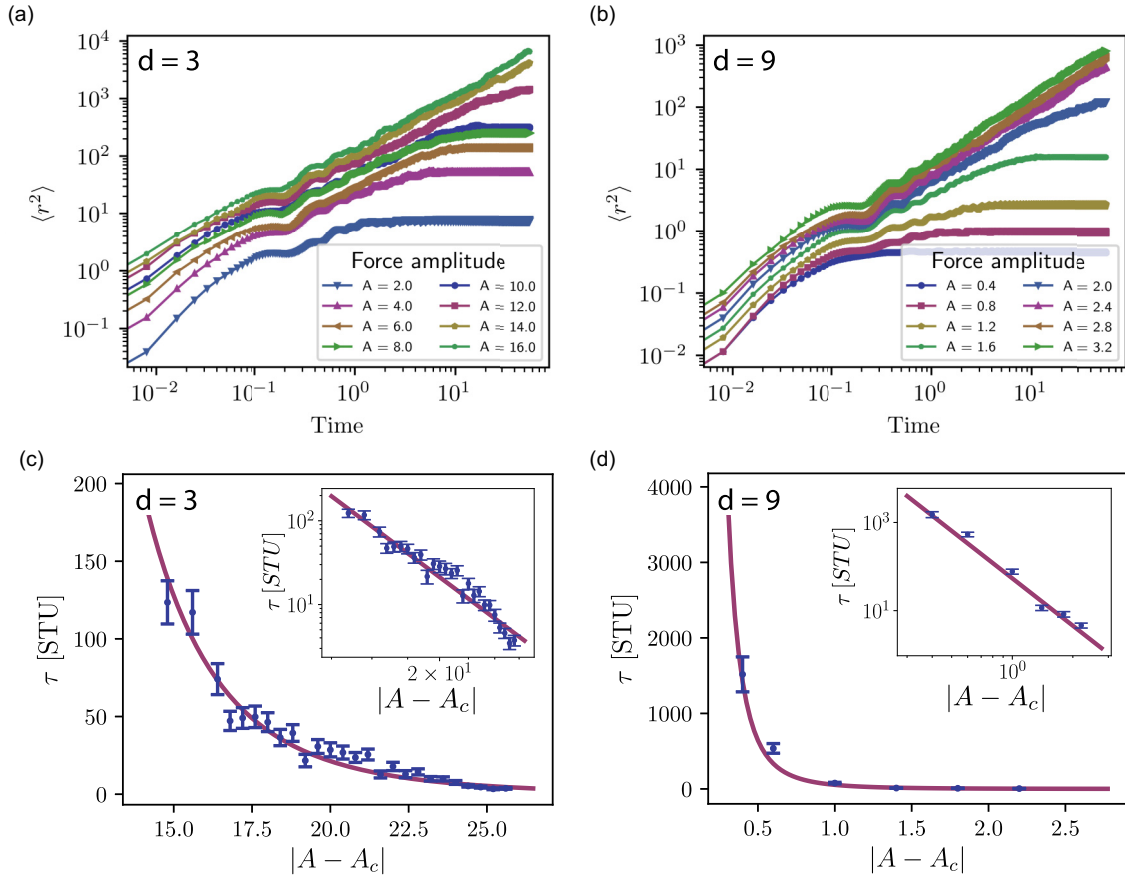 (a)
d = 3
10^4
10^3
10^2
10^1
10^0
10^−1
⟨r^2⟩
Force amplitude
A = 2.0
A = 4.0
A = 6.0
A = 8.0
A ≈ 10.0
A ≈ 12.0
A ≈ 14.0
A ≈ 16.0
10^−2
10^−1
10^0
10^1
Time
(b)
d = 9
10^3
10^2
10^1
10^0
10^−1
10^−2
⟨r^2⟩
Force amplitude
A = 0.4
A = 0.8
A = 1.2
A = 1.6
A = 2.0
A = 2.4
A = 2.8
A = 3.2
10^−2
10^−1
10^0
10^1
Time
(c)
d = 3
200
150
100
50
0
τ [STU]
15.0
17.5
20.0
22.5
25.0
|A − A_c|
10^2
10^1
τ [STU]
2 × 10^1
|A − A_c|
(d)
d = 9
4000
3000
2000
1000
0
τ [STU]
0.5
1.0
1.5
2.0
2.5
|A − A_c|
10^3
10^1
τ [STU]
10^0
|A − A_c|